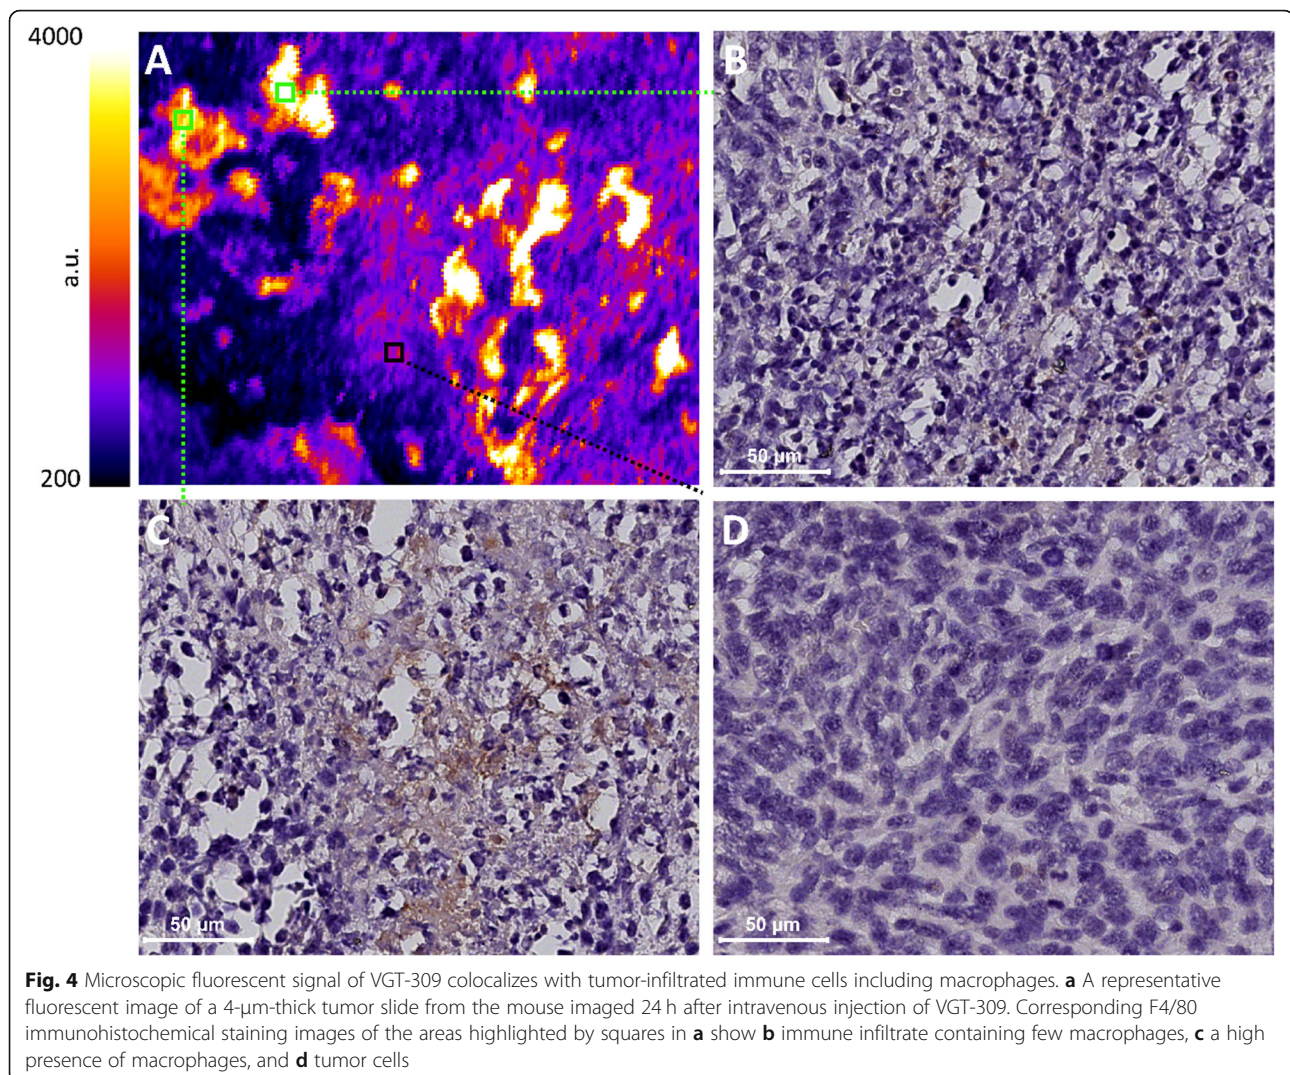 4000
a.u.
200
A
B
50 µm
C
50 µm
D
50 µm
Fig. 4 Microscopic fluorescent signal of VGT-309 colocalizes with tumor-infiltrated immune cells including macrophages. a A representative
fluorescent image of a 4-µm-thick tumor slide from the mouse imaged 24 h after intravenous injection of VGT-309. Corresponding F4/80
immunohistochemical staining images of the areas highlighted by squares in a show b immune infiltrate containing few macrophages, c a high
presence of macrophages, and d tumor cells